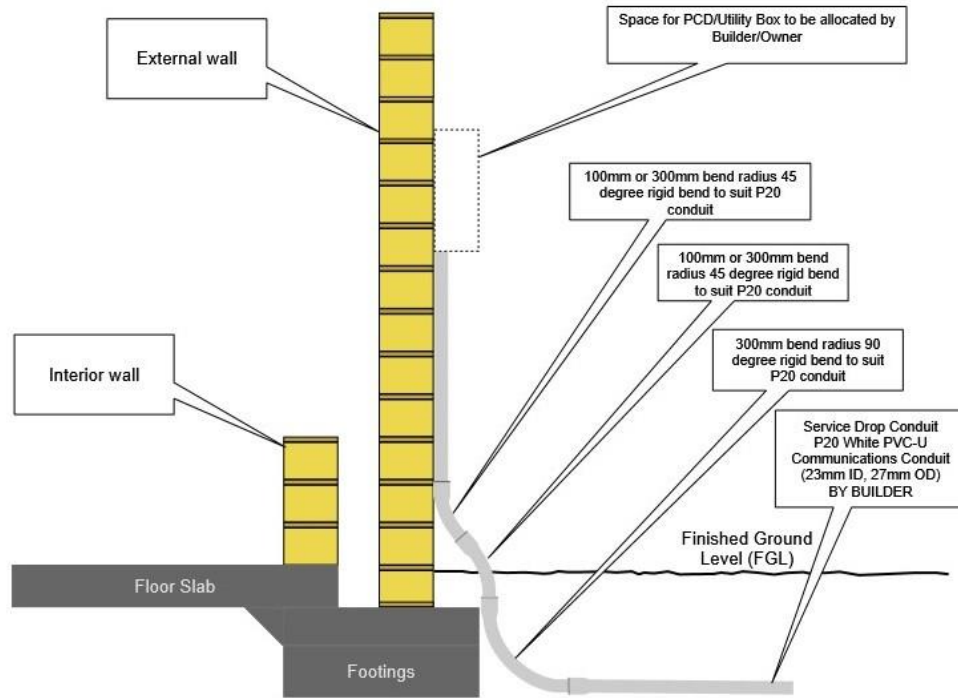 Space for PCD/Utility Box to be allocated by
Builder/Owner
External wall
100mm or 300mm bend radius 45
degree rigid bend to suit P20
conduit
100mm or 300mm bend
radius 45 degree rigid bend
to suit P20 conduit
300mm bend radius 90
degree rigid bend to suit
P20 conduit
Interior wall
Service Drop Conduit
P20 White PVC-U
Communications Conduit
(23mm ID, 27mm OD)
BY BUILDER
Finished Ground
Level (FGL)
Floor Slab
Footings